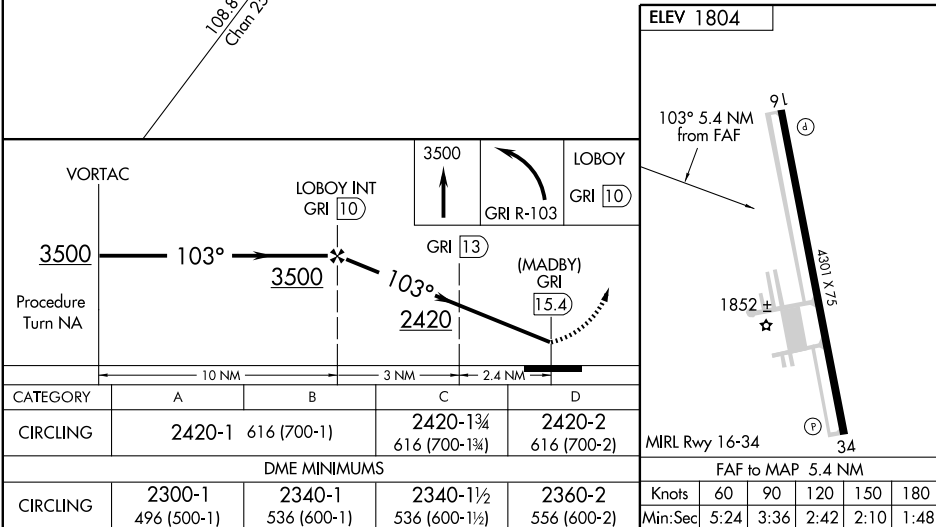 108.8
Chan 25
VORTAC
3500
103°
LOBOY INT
GRI 10
3500
Procedure
Turn NA
103°
GRI 13
2420
(MADBY)
GRI
15.4
3500
GRI R-103
LOBOY
GRI 10
10 NM
3 NM
2.4 NM
CATEGORY A B C D
CIRCLING 2420-1 616 (700-1) 2420-1¾ 616 (700-1¾) 2420-2 616 (700-2)
DME MINIMUMS
CIRCLING 2300-1 2340-1 2340-1½ 2360-2
496 (500-1) 536 (600-1) 536 (600-1½) 556 (600-2)
ELEV 1804
103° 5.4 NM
from FAF
16
P
4301 X 75
1852 ±
P
34
MIRL Rwy 16-34
FAF to MAP 5.4 NM
Knots 60 90 120 150 180
Min:Sec 5:24 3:36 2:42 2:10 1:48